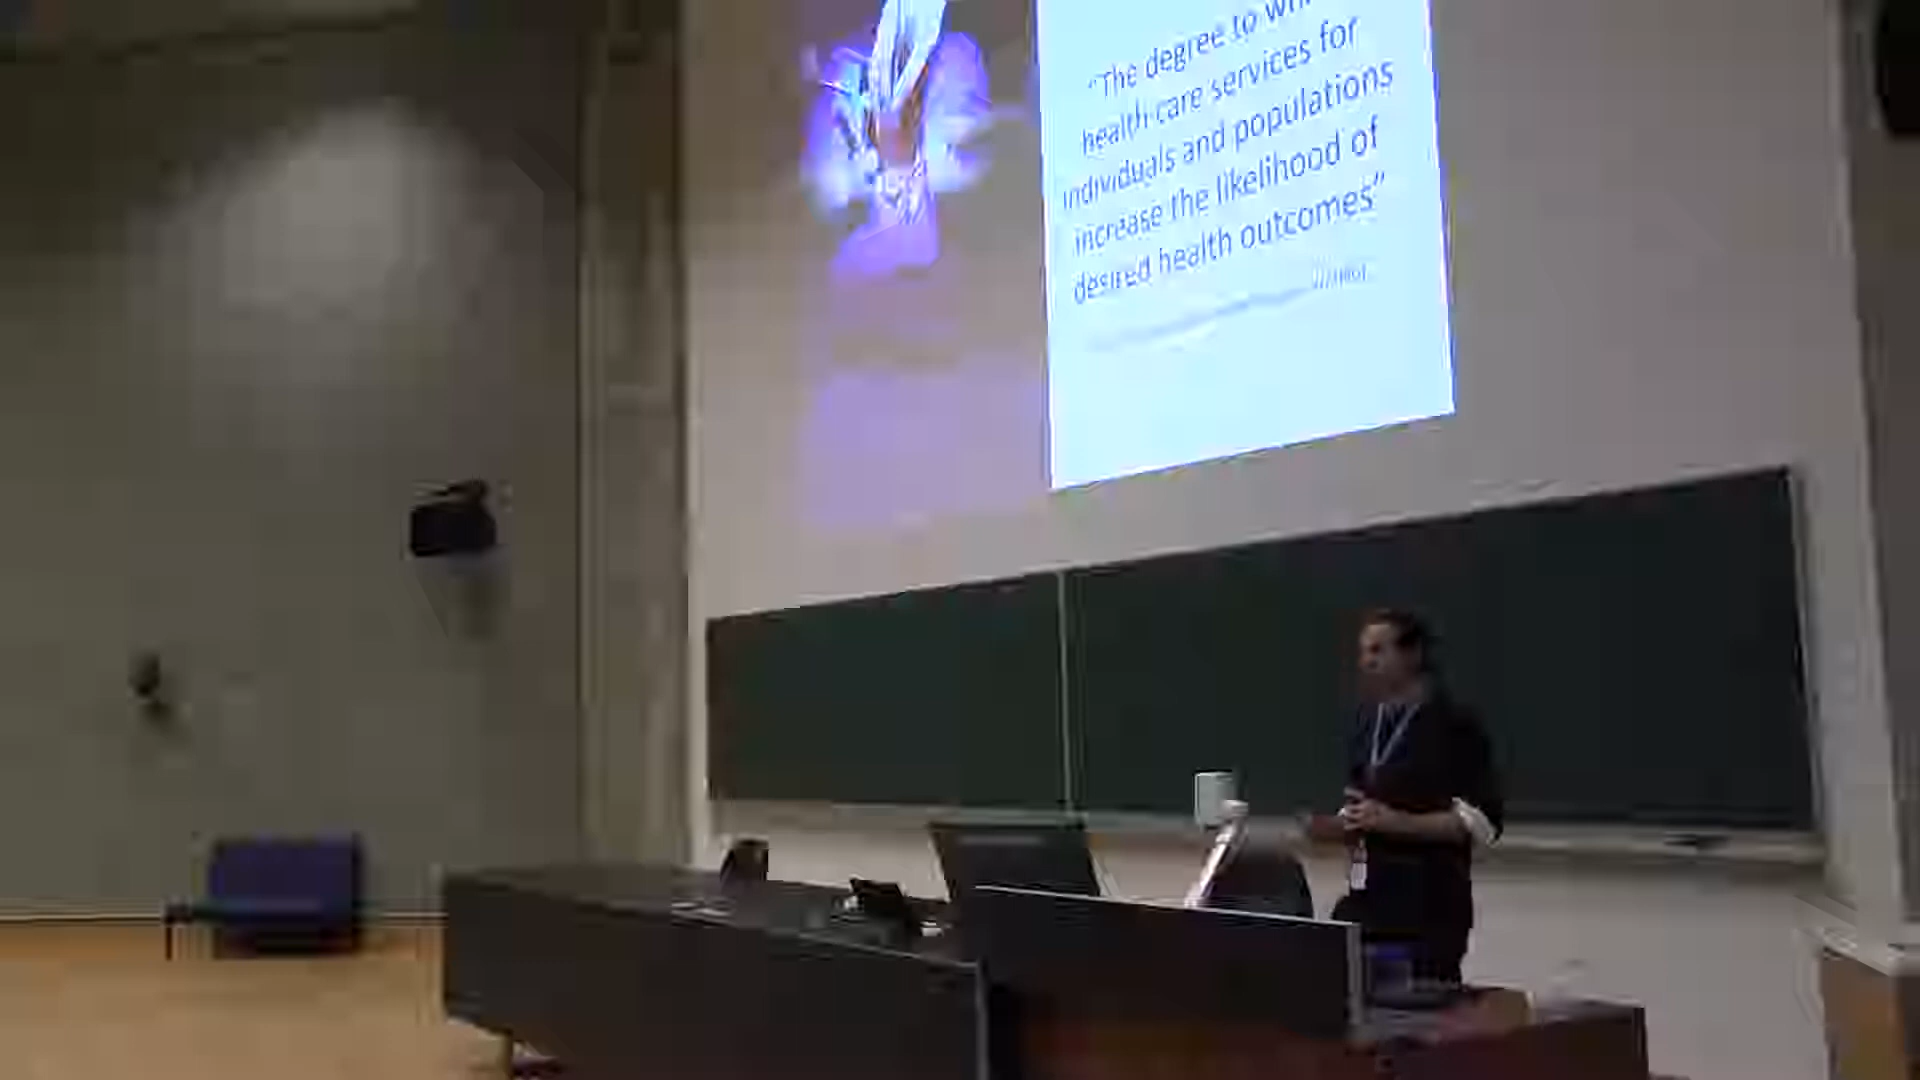 “The degree to
health care services for
individuals and populations
increase the likelihood of
desired health outcomes”